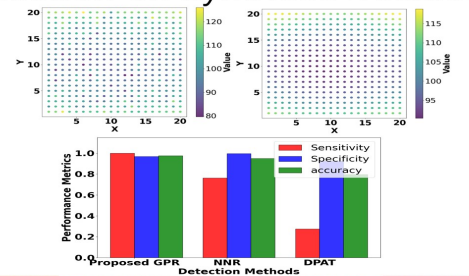 y
20
15
10
5
Y
5 10 15 20
X
120
110
100
90
80
Value
20
15
10
5
Y
5 10 15 20
X
115
110
105
100
95
Value
Performance Metrics
1.0
0.8
0.6
0.4
0.2
0.0
Sensitivity
Specificity
accuracy
Proposed GPR NNR DPAT
Detection Methods